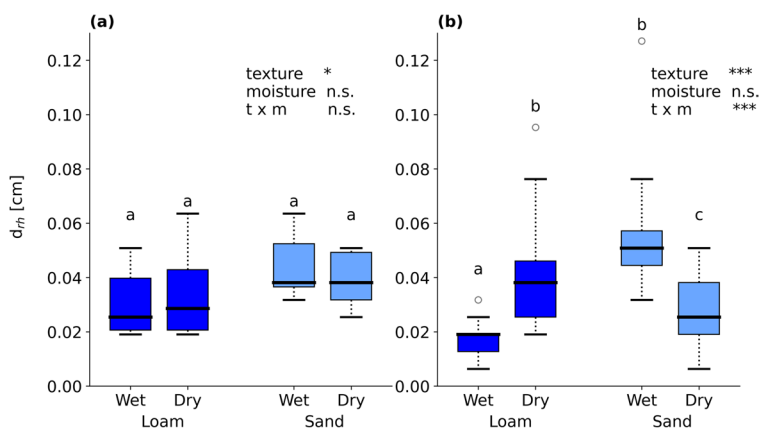 (a)
(b)
d_rh [cm]
0.12
0.10
0.08
0.06
0.04
0.02
0.00
texture *
moisture n.s.
t x m n.s.
a
a
a
a
Wet Dry Wet Dry
Loam Sand
0.12
0.10
0.08
0.06
0.04
0.02
0.00
texture ***
moisture n.s.
t x m ***
a
b
b
c
Wet Dry Wet Dry
Loam Sand